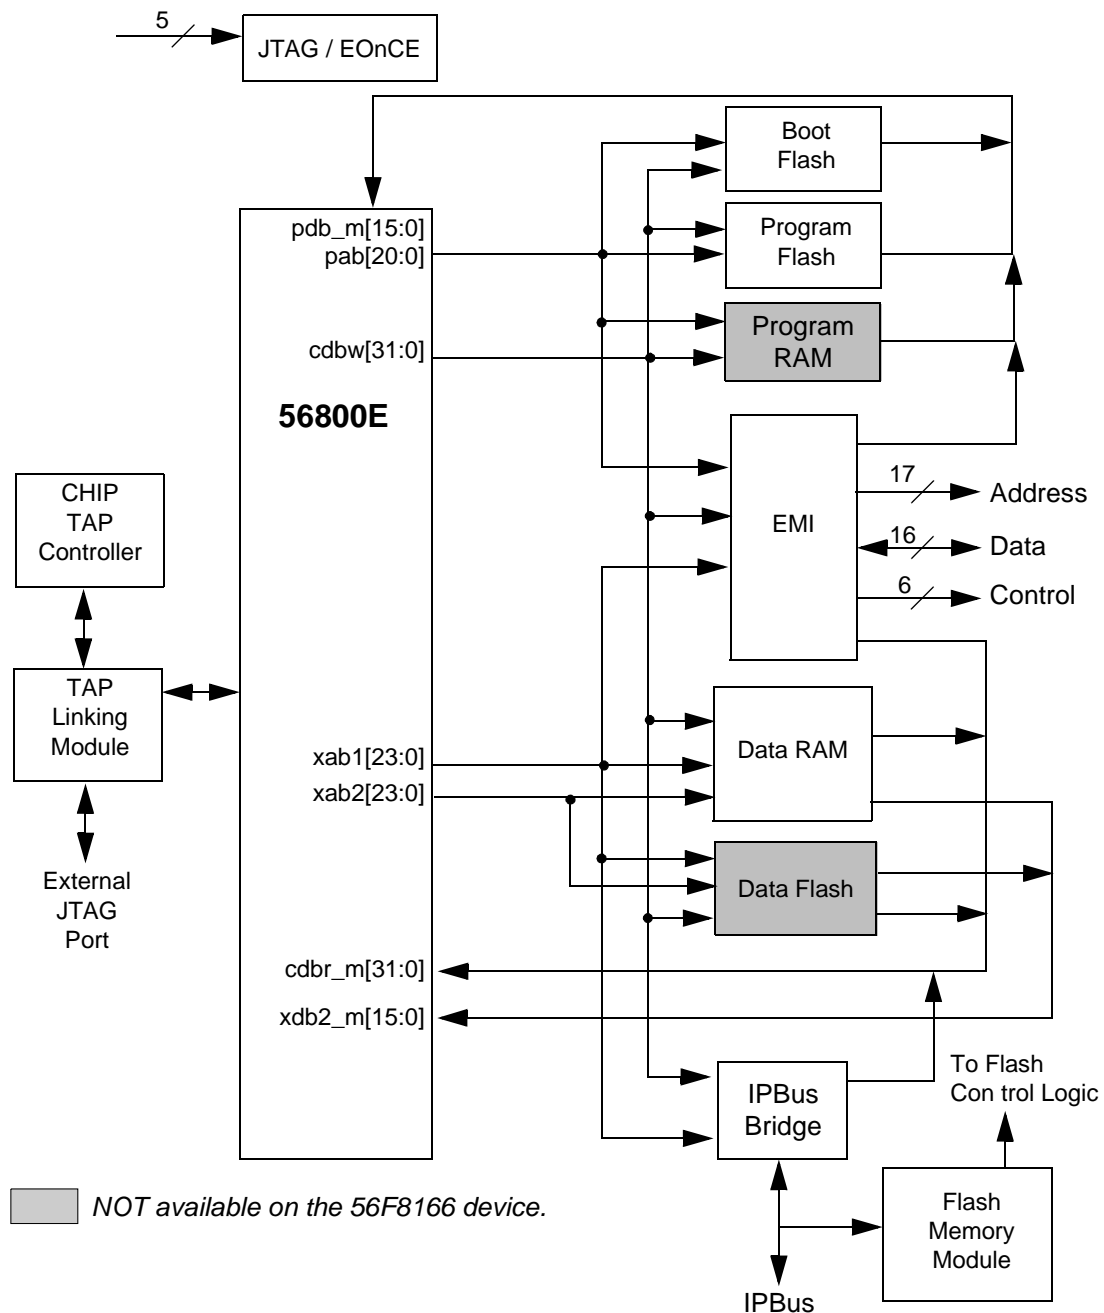 5
JTAG / EOnCE
Boot
Flash
pdb_m[15:0]
pab[20:0]
Program
Flash
cdbw[31:0]
Program
RAM
56800E
CHIP
TAP
Controller
EMI
17
Address
16
Data
6
Control
TAP
Linking
Module
xab1[23:0]
xab2[23:0]
Data RAM
External
JTAG
Port
Data Flash
cdbr_m[31:0]
xdb2_m[15:0]
To Flash
Con trol Logic
IPBus
Bridge
NOT available on the 56F8166 device.
Flash
Memory
Module
IPBus